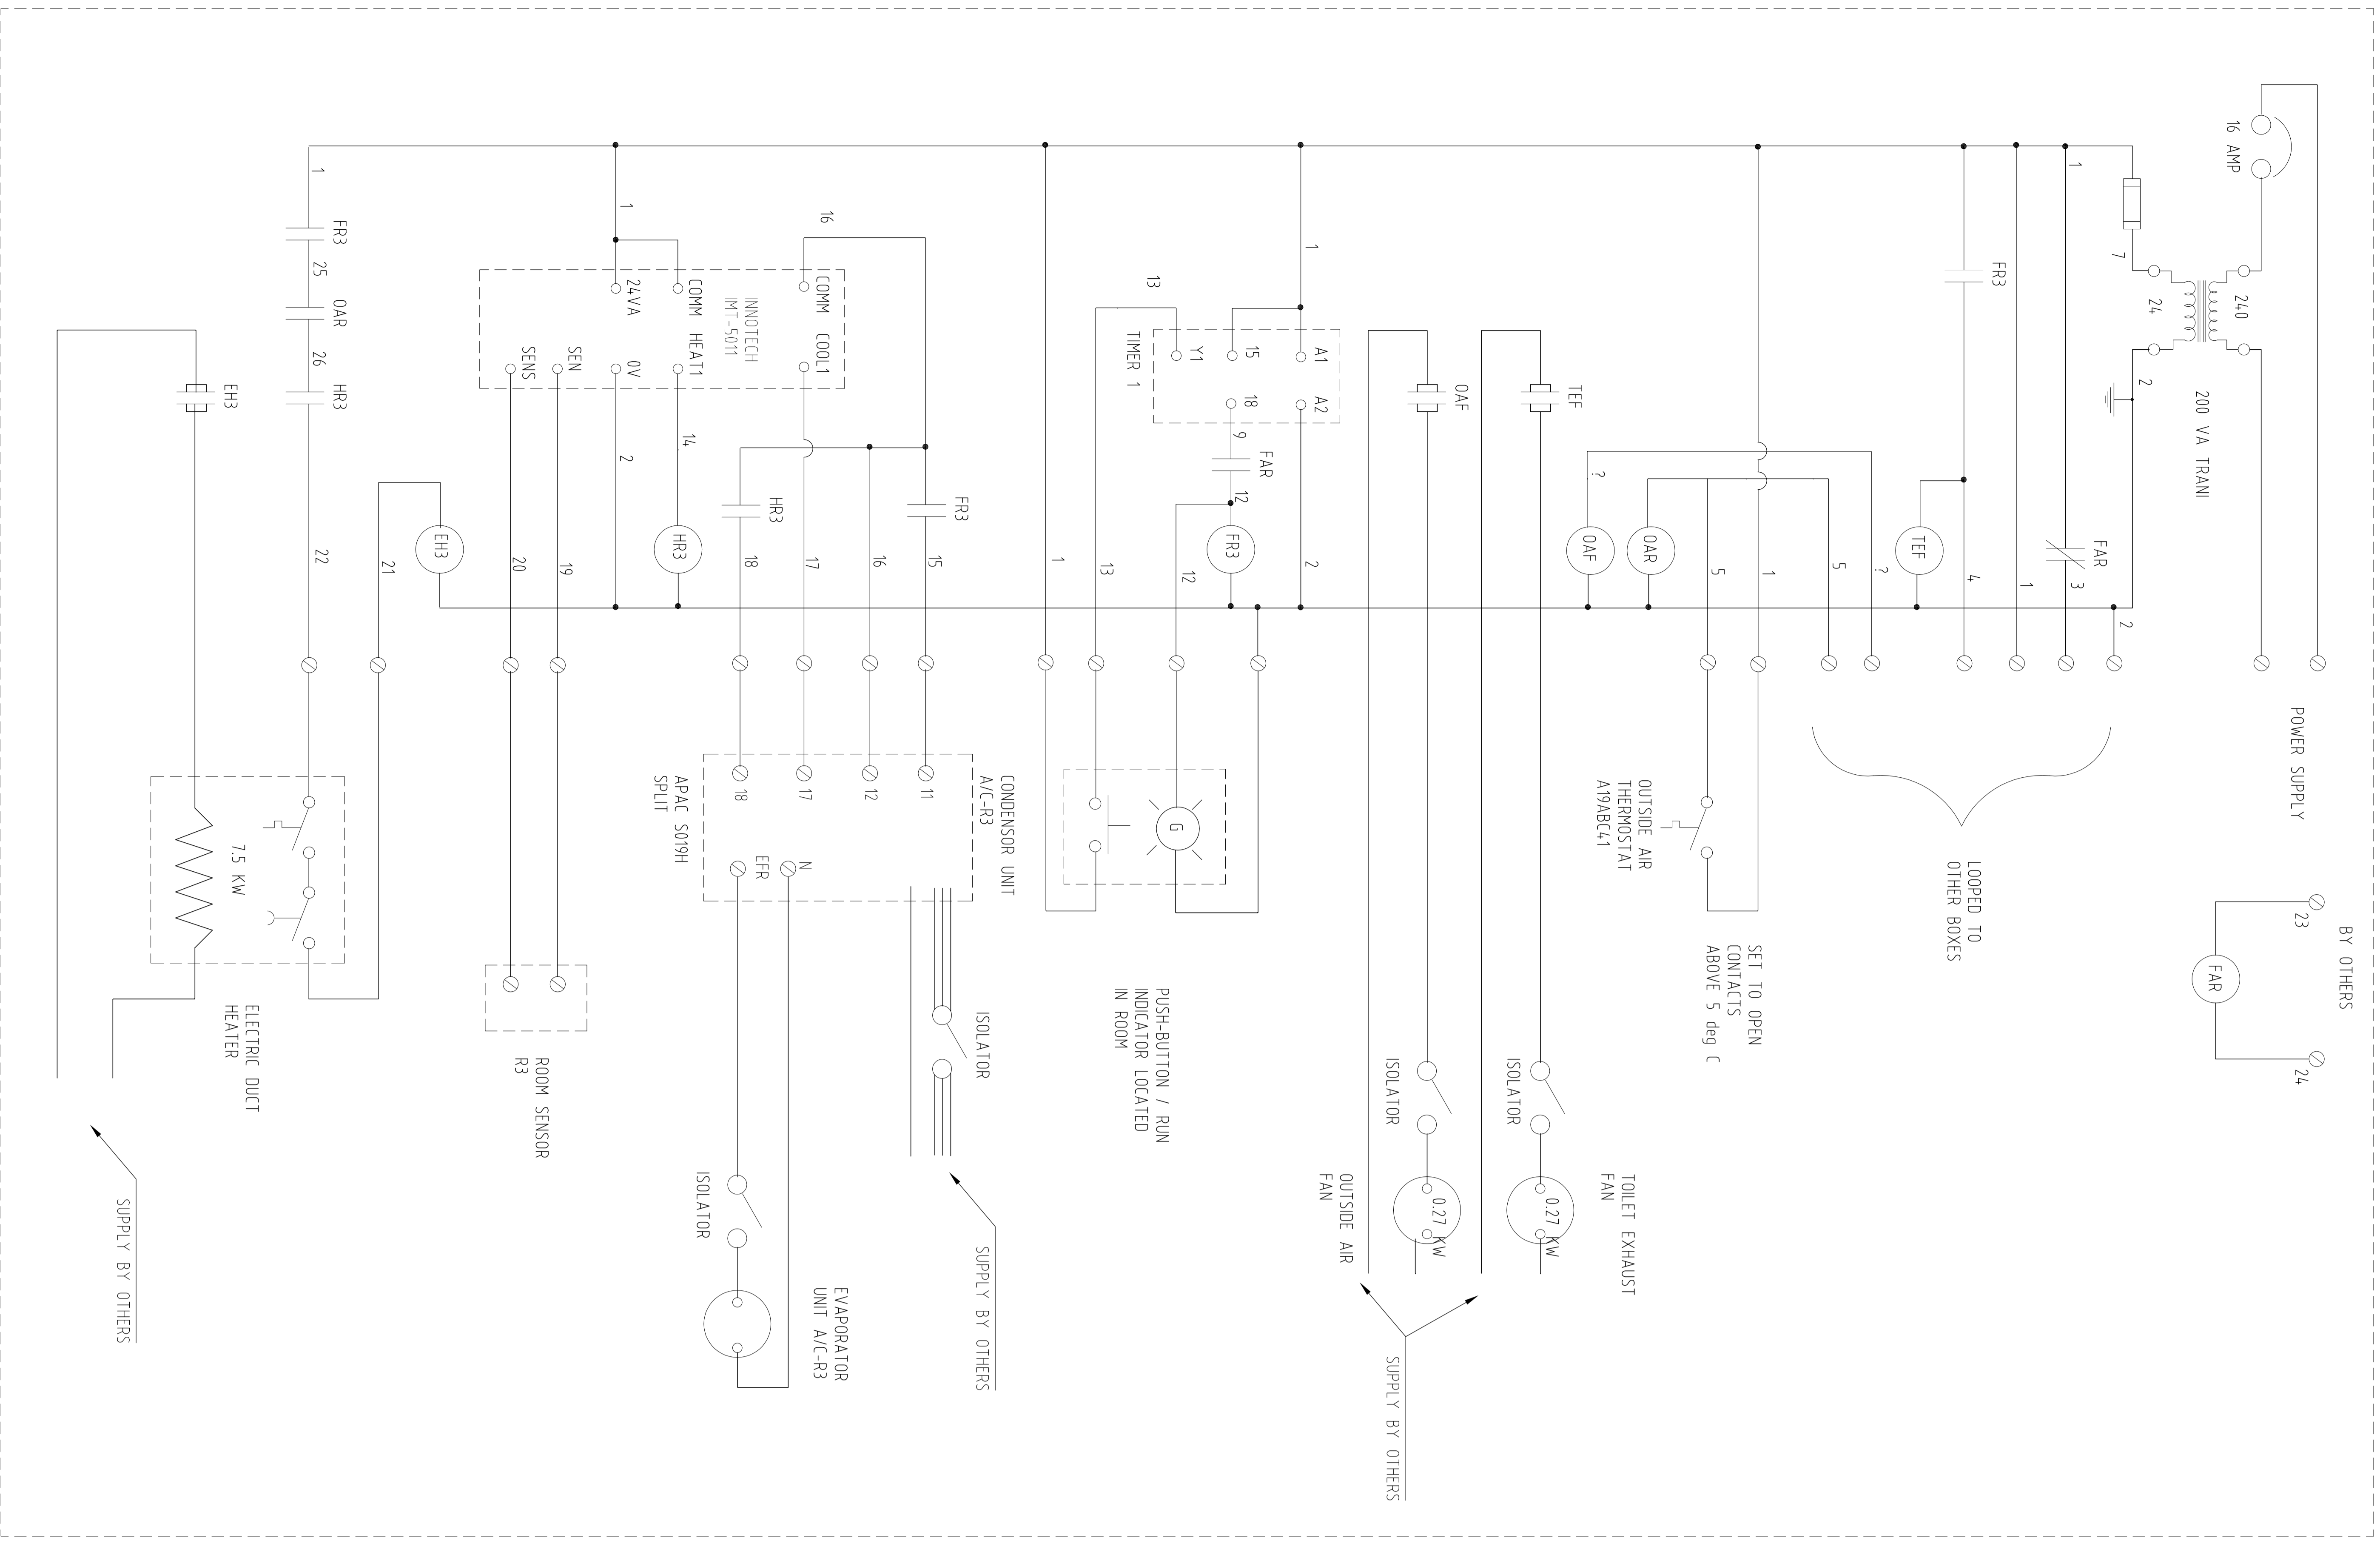 POWER SUPPLY
BY OTHERS
16 AMP
240
24
200 VA TRANI
7
2
2
23
FAR
24
1
FAR
3
1
FR3
4
TEF
LOOPED TO
OTHER BOXES
?
5
?
OAF
OAR
5
1
OUTSIDE AIR
THERMOSTAT
A19ABC41
SET TO OPEN
CONTACTS
ABOVE 5 deg C
TEF
ISOLATOR
0.27 KW
TOILET EXHAUST
FAN
OAF
ISOLATOR
0.27 KW
OUTSIDE AIR
FAN
SUPPLY BY OTHERS
1
A1
A2
15
18
Y1
TIMER 1
13
2
9
FAR
12
FR3
12
13
1
G
PUSH-BUTTON / RUN
INDICATOR LOCATED
IN ROOM
16
COMM COOL1
INNOTECH
IMT-5011
COMM HEAT1
24VA
0V
SEN
SENS
1
14
2
FR3
HR3
HR3
15
16
17
18
19
20
CONDENSOR UNIT
A/C-R3
11
12
17
18
N
EFR
APAC S019H
SPLIT
ISOLATOR
SUPPLY BY OTHERS
ISOLATOR
EVAPORATOR
UNIT A/C-R3
ROOM SENSOR
R3
1
FR3
25
OAR
26
HR3
22
21
EH3
EH3
7.5 KW
ELECTRIC DUCT
HEATER
SUPPLY BY OTHERS